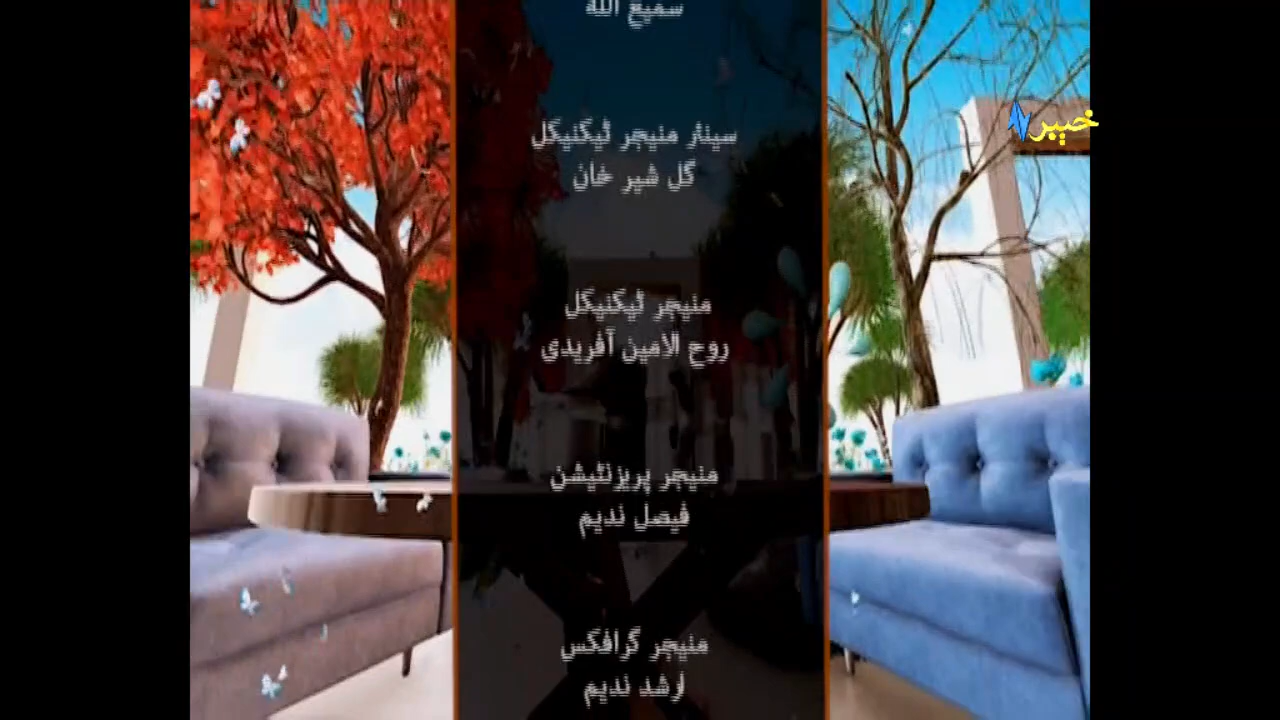 سمیع اللہ
سینئر منیجر ٹیکنیکل
گل شیر خان
منیجر ٹیکنیکل
روح الامین آفریدی
منیجر پریزنٹیشن
فیصل ندیم
منیجر گرافکس
ارشد ندیم
خیبر